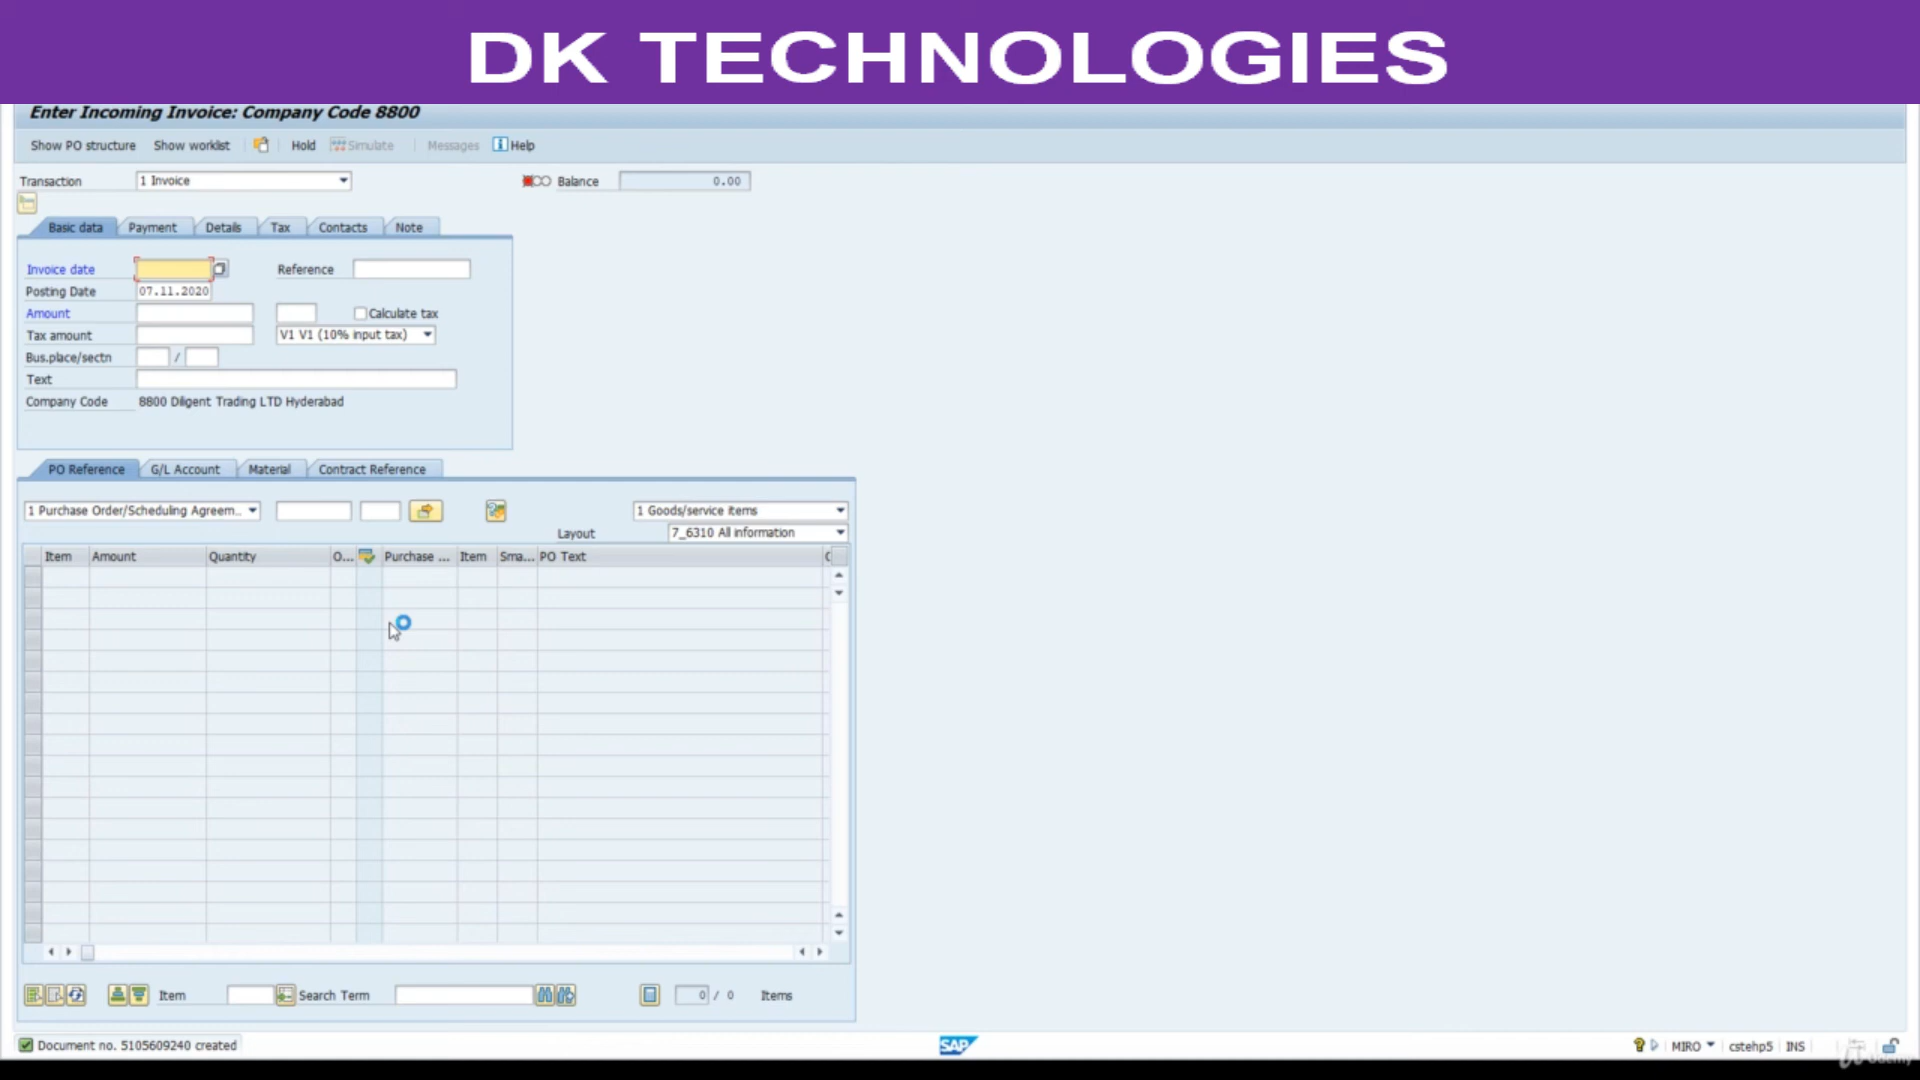 DK TECHNOLOGIES
Enter Incoming Invoice: Company Code 8800
Show PO structure Show worklist Hold Simulate Messages Help
Transaction 1 Invoice Balance 0.00
Basic data Payment Details Tax Contacts Note
Invoice date Reference
Posting Date 07.11.2020
Amount Calculate tax
Tax amount V1 V1 (10% input tax)
Bus.place/sectn /
Text
Company Code 8800 Diligent Trading LTD Hyderabad
PO Reference G/L Account Material Contract Reference
1 Purchase Order/Scheduling Agreem.. 1 Goods/service items
Layout 7_6310 All information
Item Amount Quantity O... Purchase ... Item Sma... PO Text
Item Search Term 0 / 0 Items
Document no. 5105609240 created SAP MIRO cstehp5 INS
Udemy